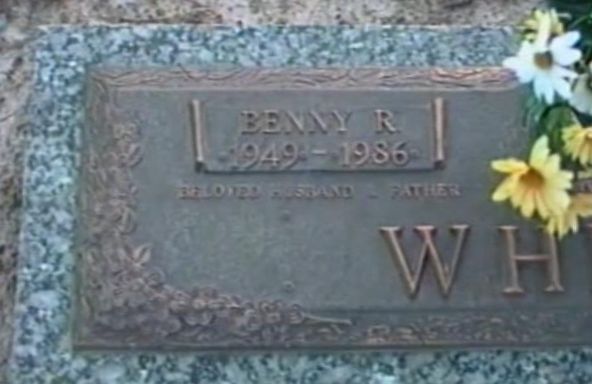 BENNY R.
1949 - 1986
BELOVED HUSBAND & FATHER
WH